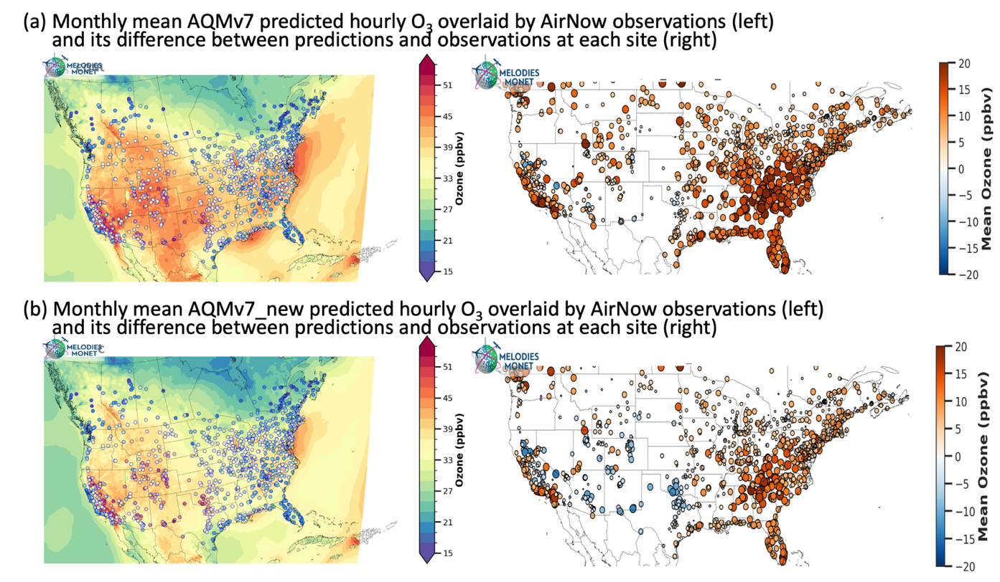 (a) Monthly mean AQMv7 predicted hourly O3 overlaid by AirNow observations (left)
and its difference between predictions and observations at each site (right)
MELODIES
MONET
51
45
39
33
27
21
15
Ozone (ppbv)
MELODIES
MONET
20
15
10
5
0
−5
−10
−15
−20
Mean Ozone (ppbv)
(b) Monthly mean AQMv7_new predicted hourly O3 overlaid by AirNow observations (left)
and its difference between predictions and observations at each site (right)
MELODIES
MONET
51
45
39
33
27
21
15
Ozone (ppbv)
MELODIES
MONET
20
15
10
5
0
−5
−10
−15
−20
Mean Ozone (ppbv)